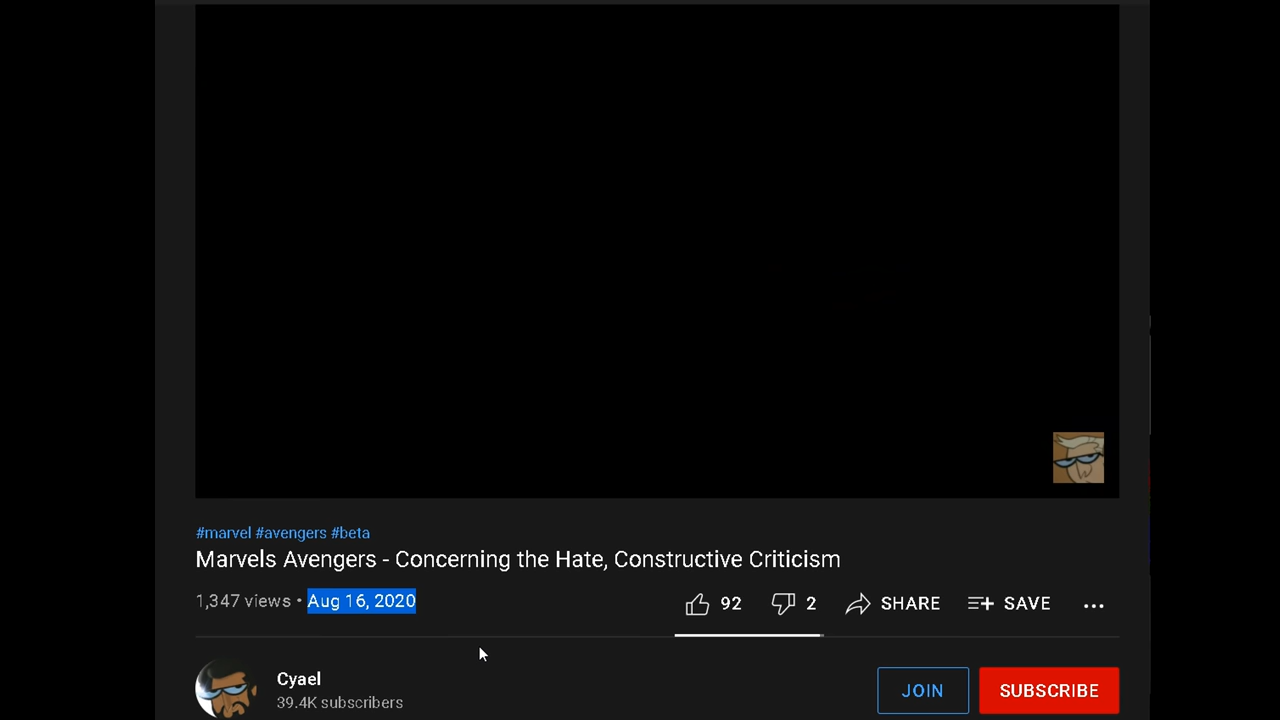 #marvel #avengers #beta
Marvels Avengers - Concerning the Hate, Constructive Criticism
1,347 views • Aug 16, 2020
92
2
SHARE
SAVE
Cyael
39.4K subscribers
JOIN
SUBSCRIBE